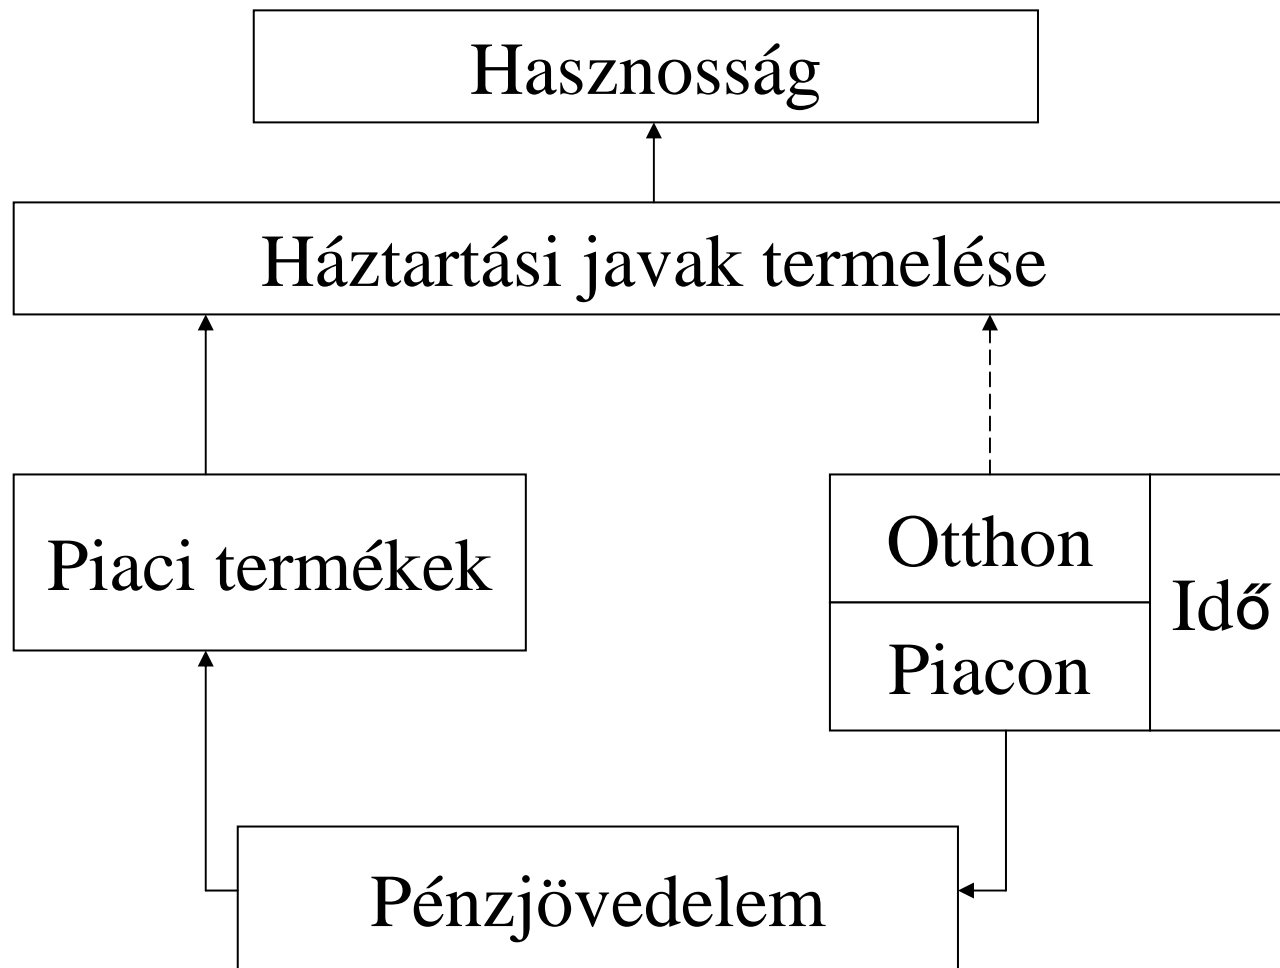 Hasznosság
Háztartási javak termelése
Piaci termékek
Otthon
Idő
Piacon
Pénzjövedelem